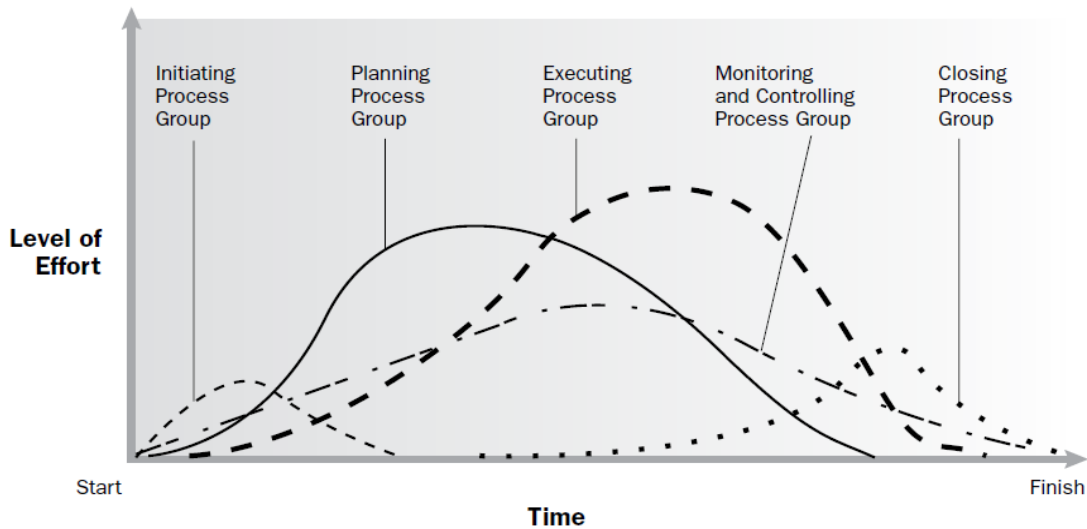 Initiating
Process
Group
Planning
Process
Group
Executing
Process
Group
Monitoring
and Controlling
Process Group
Closing
Process
Group
Level of
Effort
Start
Finish
Time